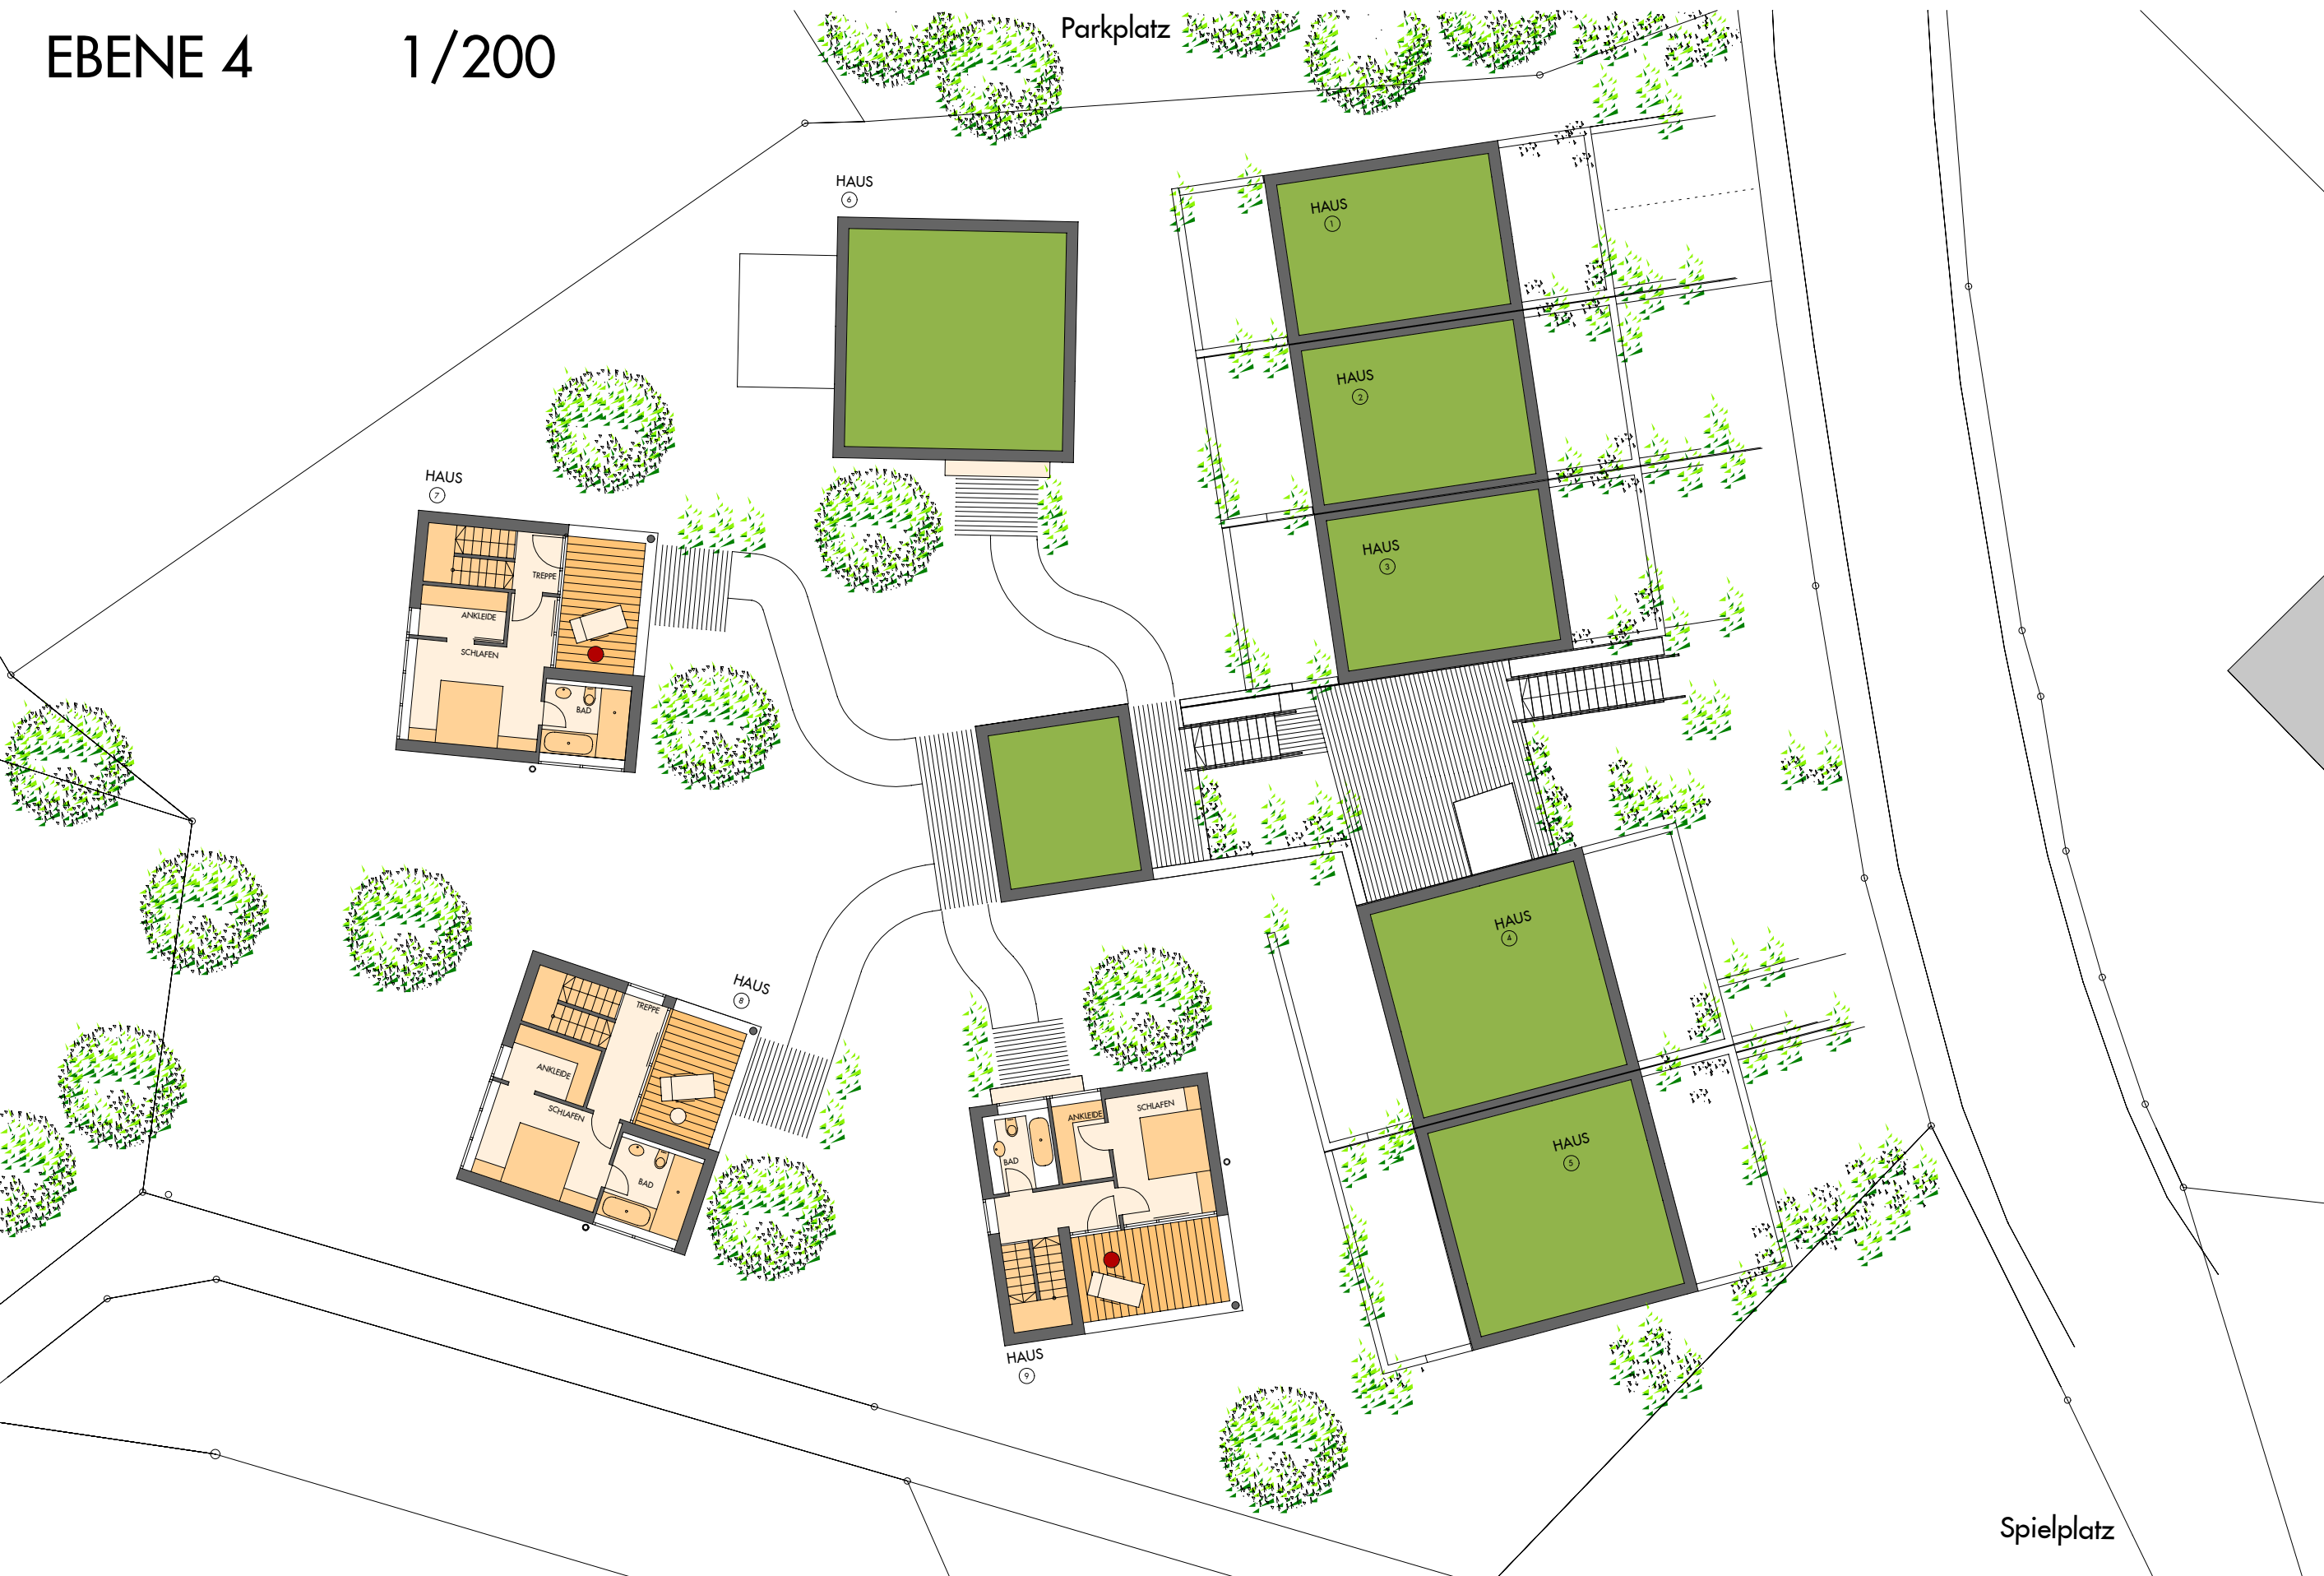 Parkplatz
EBENE 4 1/200
HAUS
6
HAUS
1
HAUS
2
HAUS
7
HAUS
3
TREPPE
ANKLEIDE
SCHLAFEN
BAD
HAUS
4
HAUS
8
TREPPE
ANKLEIDE
SCHLAFEN
BAD
ANKLEIDE
SCHLAFEN
BAD
HAUS
5
HAUS
9
Spielplatz